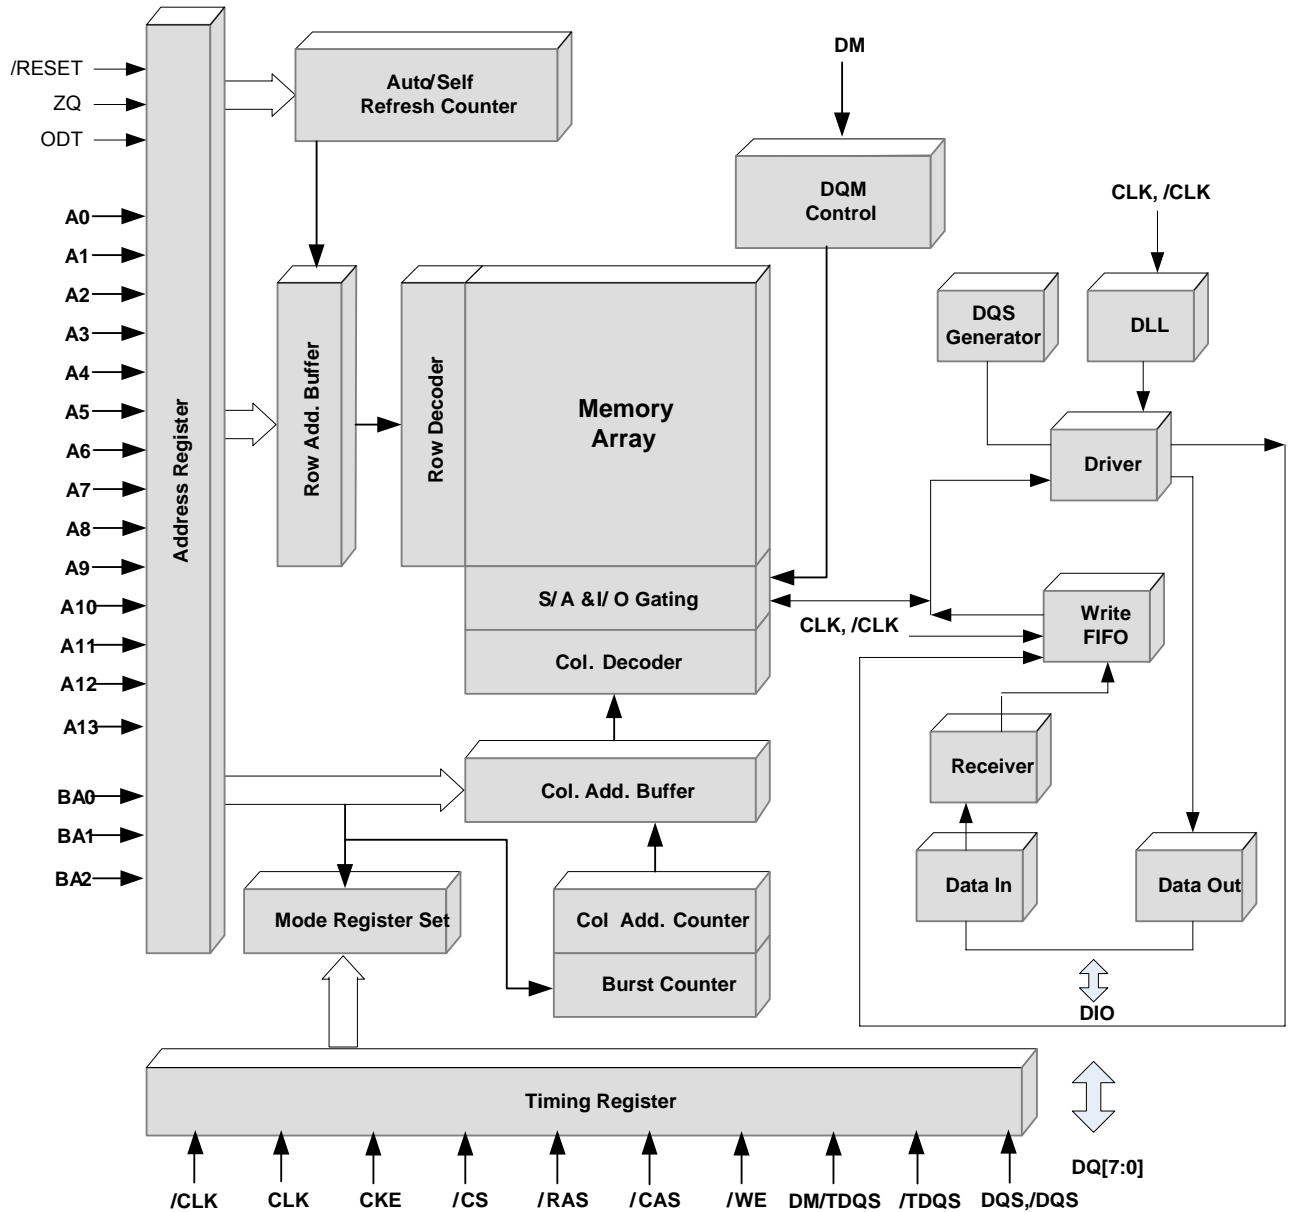 /RESET
ZQ
ODT
A0
A1
A2
A3
A4
A5
A6
A7
A8
A9
A10
A11
A12
A13
BA0
BA1
BA2
Address Register
Auto/Self
Refresh Counter
Row Add. Buffer
Row Decoder
Memory
Array
S/ A &I/ O Gating
Col. Decoder
Col. Add. Buffer
Mode Register Set
Col Add. Counter
Burst Counter
DM
DQM
Control
CLK, /CLK
DQS
Generator
DLL
Driver
CLK, /CLK
Write
FIFO
Receiver
Data In
Data Out
DIO
Timing Register
/CLK
CLK
CKE
/CS
/RAS
/CAS
/WE
DM/TDQS
/TDQS
DQS,/DQS
DQ[7:0]